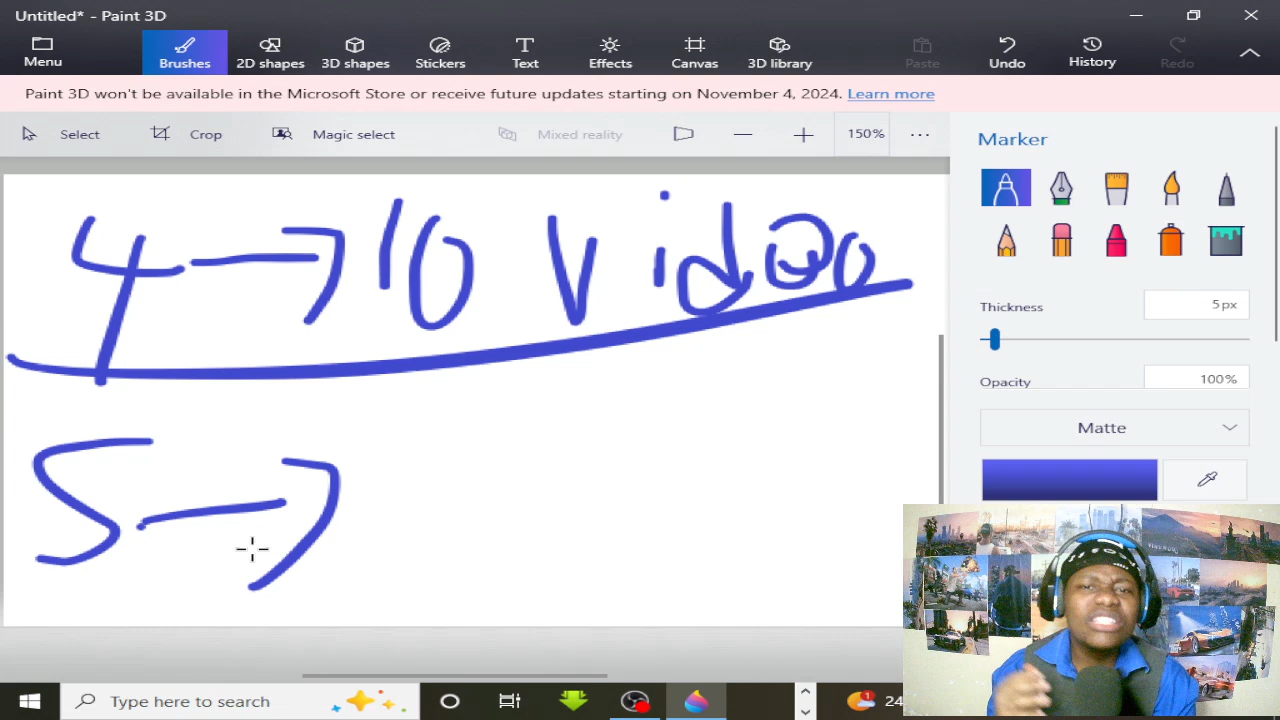 Untitled* - Paint 3D
Menu Brushes 2D shapes 3D shapes Stickers Text Effects Canvas 3D library Paste Undo History Redo
Paint 3D won't be available in the Microsoft Store or receive future updates starting on November 4, 2024. Learn more
Select Crop Magic select Mixed reality 150%
Marker
4 → 10 Video
Thickness 5px
Opacity 100%
Matte
5 →
Type here to search
1
24